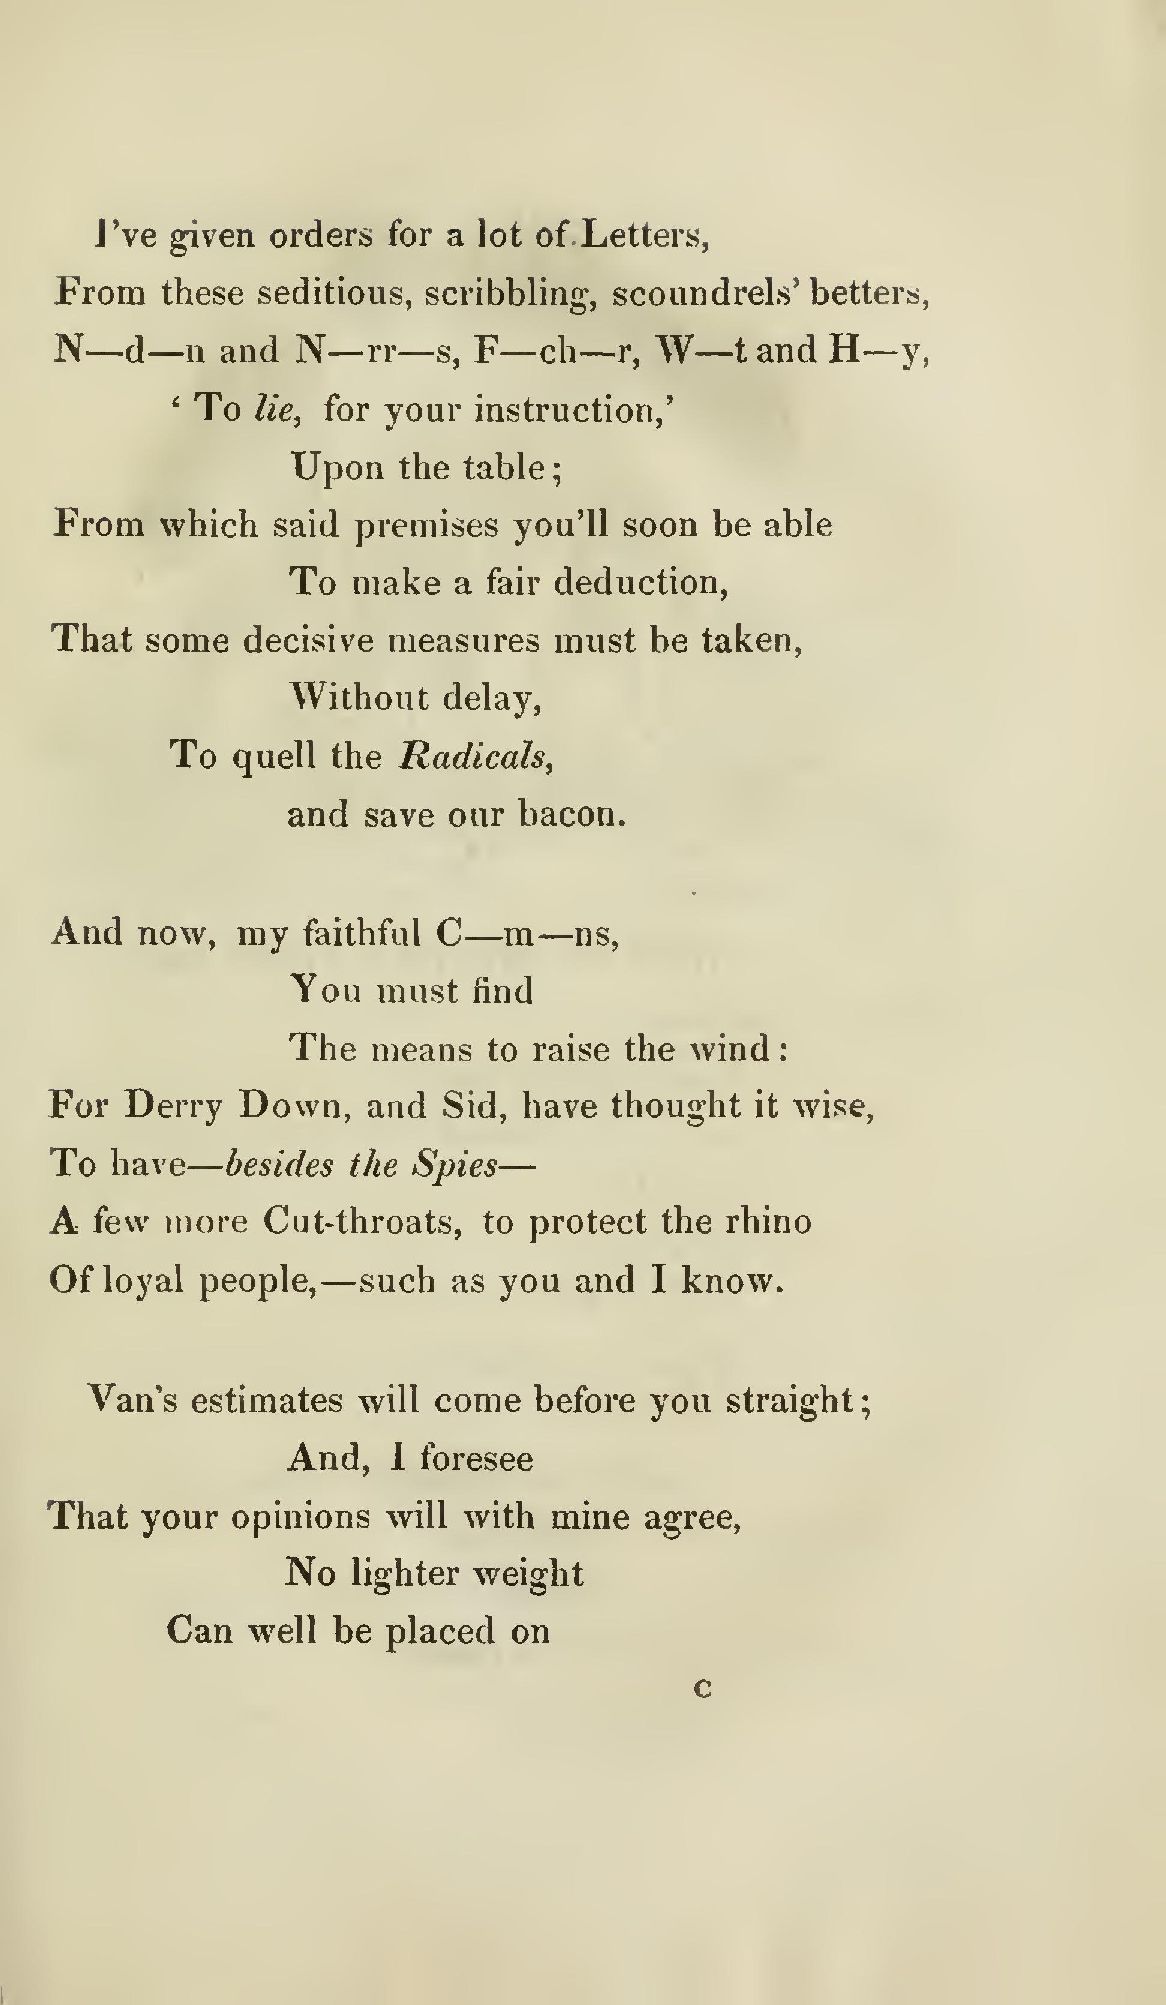 I've given orders for a lot of Letters,
From these seditious, scribbling, scoundrels' betters,
N—d—n and N—rr—s, F—ch—r, W—t and H—y,
‘ To lie, for your instruction,’
Upon the table;
From which said premises you'll soon be able
To make a fair deduction,
That some decisive measures must be taken,
Without delay,
To quell the Radicals,
and save our bacon.
And now, my faithful C—m—ns,
You must find
The means to raise the wind:
For Derry Down, and Sid, have thought it wise,
To have—besides the Spies—
A few more Cut-throats, to protect the rhino
Of loyal people,—such as you and I know.
Van's estimates will come before you straight;
And, I foresee
That your opinions will with mine agree,
No lighter weight
Can well be placed on
C